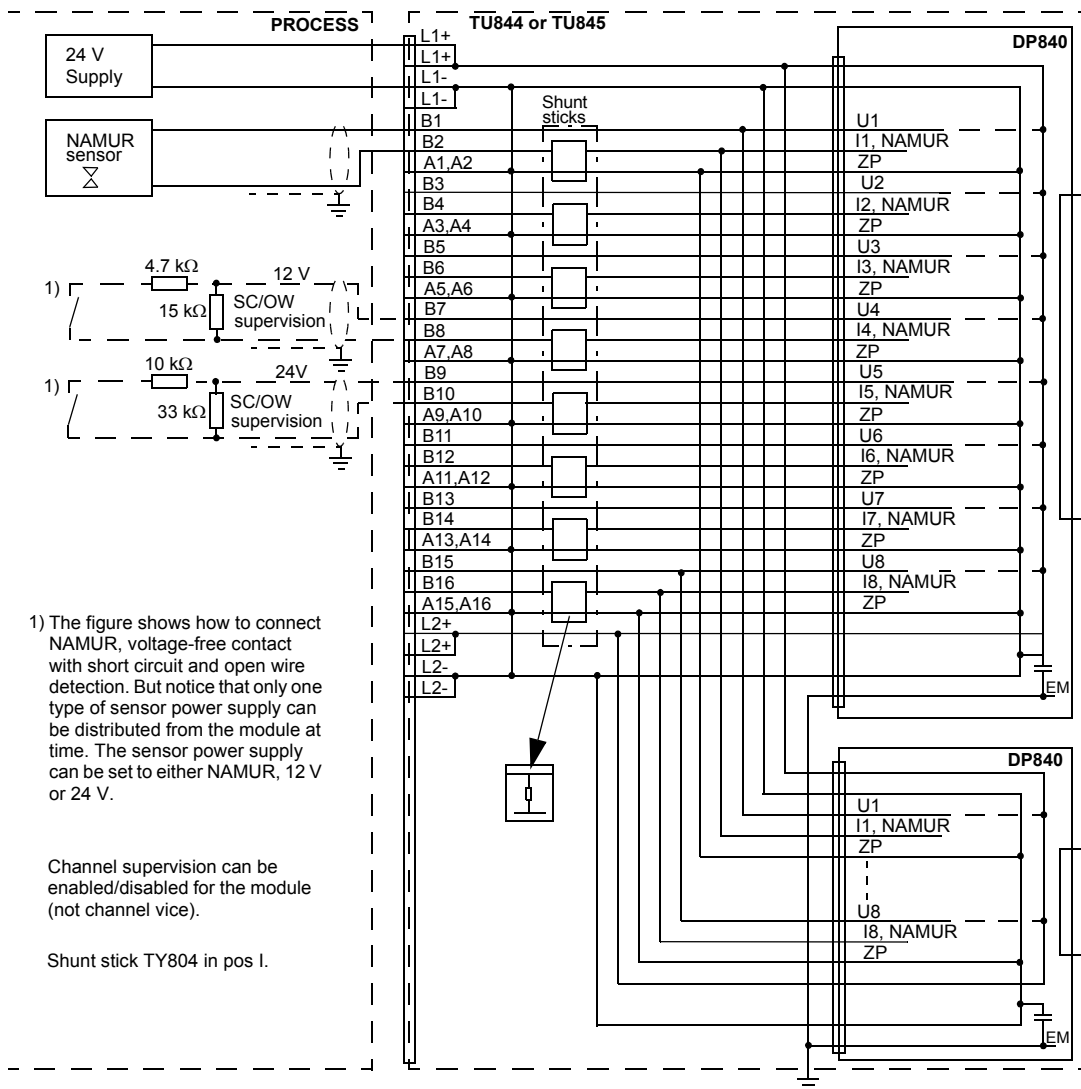 PROCESS
TU844 or TU845
DP840
24 V
Supply
NAMUR
sensor
L1+
L1+
L1-
L1-
Shunt
sticks
B1
B2
A1,A2
B3
B4
A3,A4
B5
B6
A5,A6
B7
B8
A7,A8
B9
B10
A9,A10
B11
B12
A11,A12
B13
B14
A13,A14
B15
B16
A15,A16
L2+
L2+
L2-
L2-
U1
I1, NAMUR
ZP
U2
I2, NAMUR
ZP
U3
I3, NAMUR
ZP
U4
I4, NAMUR
ZP
U5
I5, NAMUR
ZP
U6
I6, NAMUR
ZP
U7
I7, NAMUR
ZP
U8
I8, NAMUR
ZP
EM
1)
4.7 kΩ
12 V
15 kΩ
SC/OW
supervision
1)
10 kΩ
24V
33 kΩ
SC/OW
supervision
1) The figure shows how to connect
NAMUR, voltage-free contact
with short circuit and open wire
detection. But notice that only one
type of sensor power supply can
be distributed from the module at
time. The sensor power supply
can be set to either NAMUR, 12 V
or 24 V.
Channel supervision can be
enabled/disabled for the module
(not channel vice).
Shunt stick TY804 in pos I.
DP840
U1
I1, NAMUR
ZP
U8
I8, NAMUR
ZP
EM